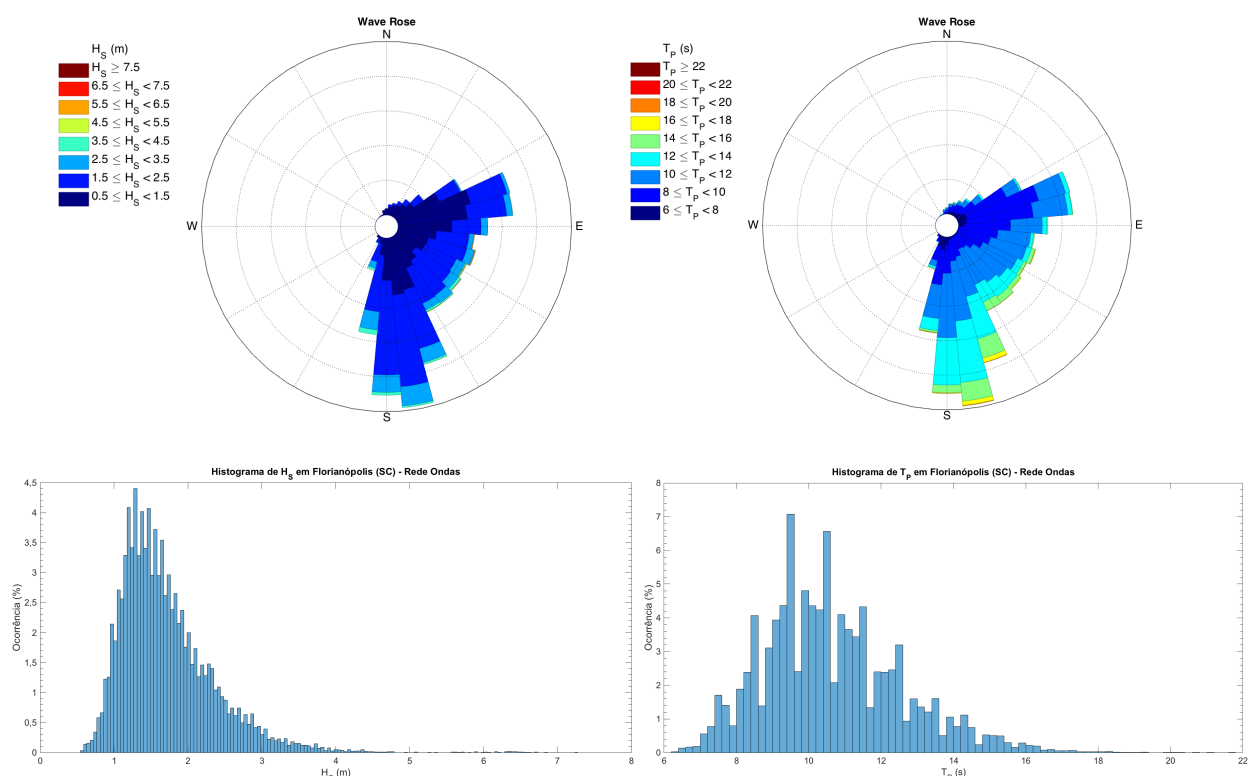 Wave Rose
N
H_S (m)
H_S ≥ 7.5
6.5 ≤ H_S < 7.5
5.5 ≤ H_S < 6.5
4.5 ≤ H_S < 5.5
3.5 ≤ H_S < 4.5
2.5 ≤ H_S < 3.5
1.5 ≤ H_S < 2.5
0.5 ≤ H_S < 1.5
W
E
S
Wave Rose
N
T_P (s)
T_P ≥ 22
20 ≤ T_P < 22
18 ≤ T_P < 20
16 ≤ T_P < 18
14 ≤ T_P < 16
12 ≤ T_P < 14
10 ≤ T_P < 12
8 ≤ T_P < 10
6 ≤ T_P < 8
W
E
S
Histograma de H_S em Florianópolis (SC) - Rede Ondas
Ocorrência (%)
4,5
4
3,5
3
2,5
2
1,5
1
0,5
0
0 1 2 3 4 5 6 7 8
H_S (m)
Histograma de T_P em Florianópolis (SC) - Rede Ondas
Ocorrência (%)
8
7
6
5
4
3
2
1
0
6 8 10 12 14 16 18 20 22
T_P (s)